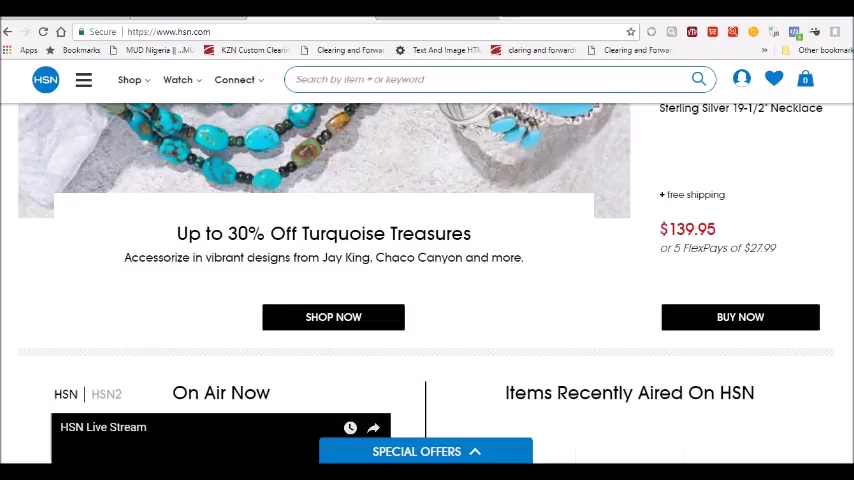 Secure
https://www.hsn.com
Apps
Bookmarks
MUD Nigeria ||...MU
KZN Custom Clearin
Clearing and Forwar
Text And Image HTM
claring and forward
Clearing and Forwar
»
Other bookmark
HSN
Shop
Watch
Connect
Search by item # or keyword
0
Sterling Silver 19-1/2" Necklace
+ free shipping
Up to 30% Off Turquoise Treasures
$139.95
or 5 FlexPays of $27.99
Accessorize in vibrant designs from Jay King, Chaco Canyon and more.
SHOP NOW
BUY NOW
HSN | HSN2
On Air Now
Items Recently Aired On HSN
HSN Live Stream
SPECIAL OFFERS